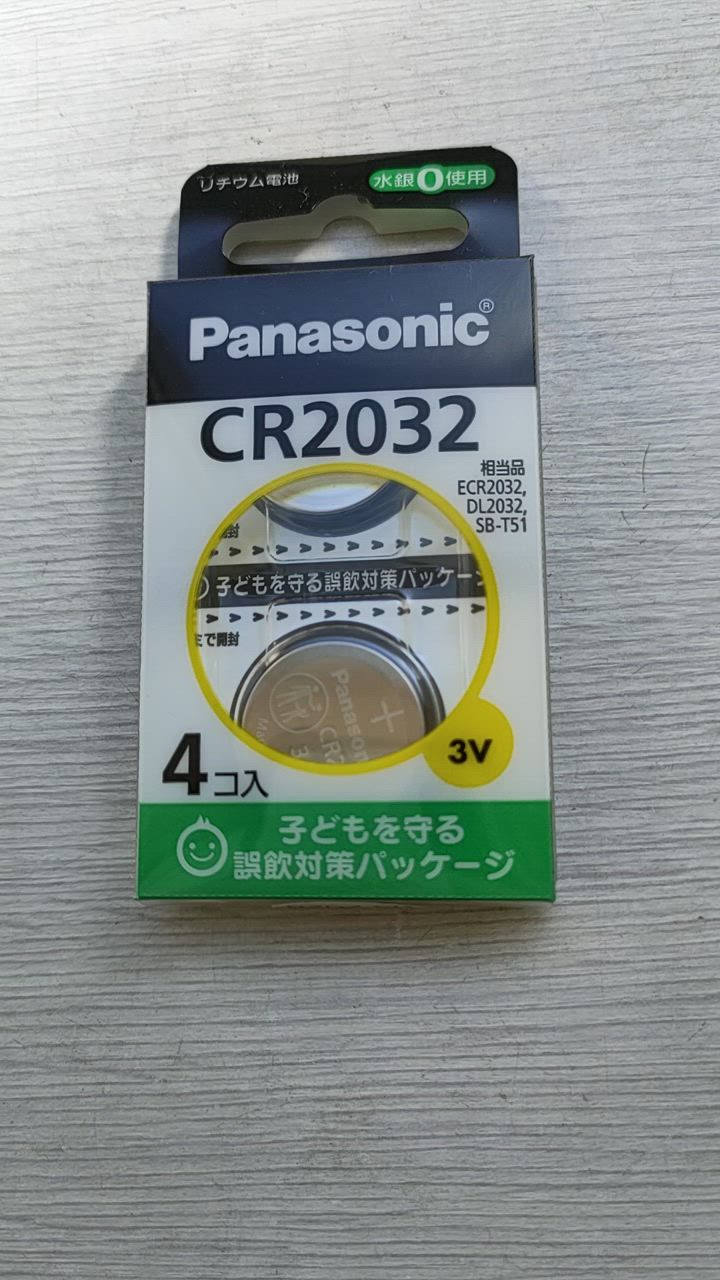 リチウム電池
水銀0使用
Panasonic®
CR2032
相当品
ECR2032,
DL2032,
SB-T51
子どもを守る誤飲対策パッケージ
で開封
Panason
+
3V
4コ入
子どもを守る
誤飲対策パッケージ